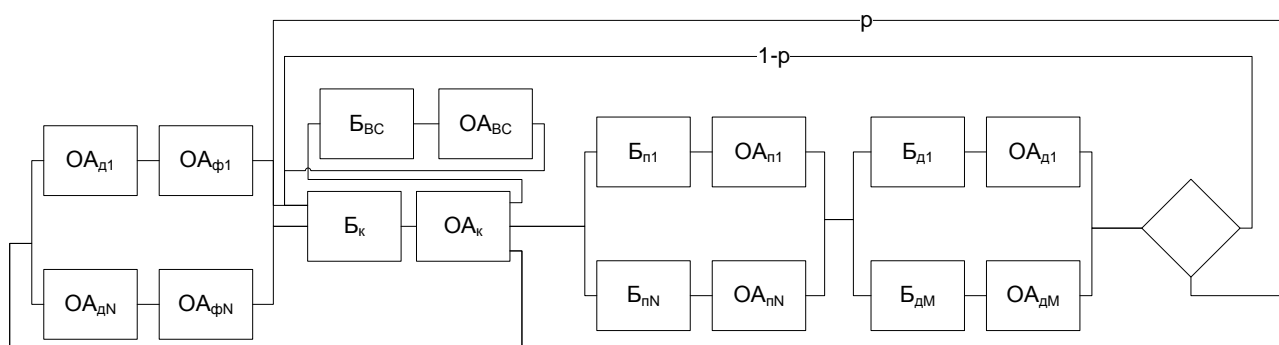 p
1-p
Б_ВС ОА_ВС
ОА_д1 ОА_ф1 Б_п1 ОА_п1 Б_д1 ОА_д1
Б_к ОА_к
ОА_дN ОА_фN Б_пN ОА_пN Б_дM ОА_дM